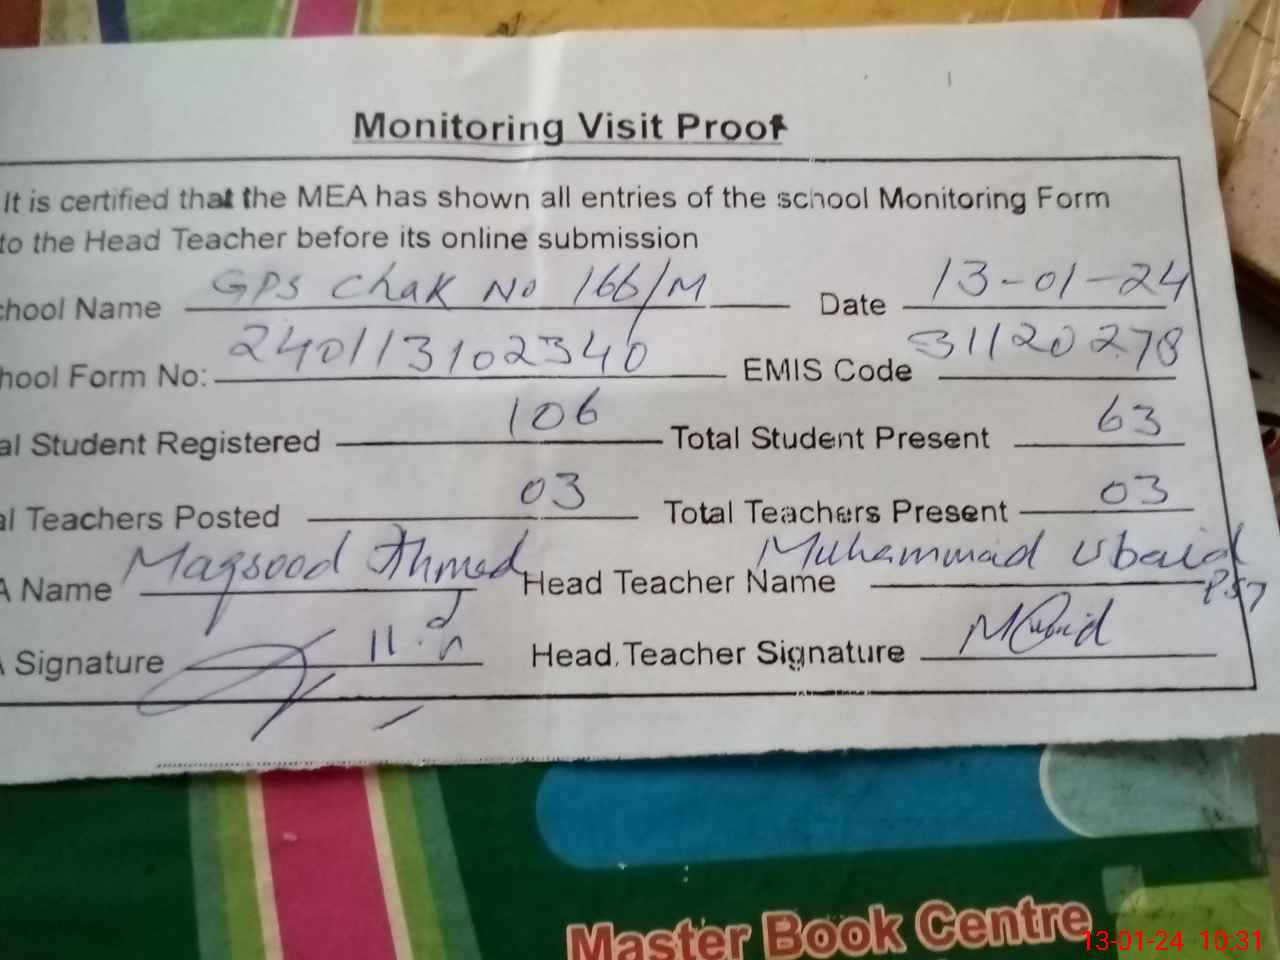 Monitoring Visit Proof
It is certified that the MEA has shown all entries of the school Monitoring Form
to the Head Teacher before its online submission
chool Name GPS Chak No 166/M Date 13-01-24
hool Form No: 240113102340 EMIS Code 31120278
al Student Registered 106 Total Student Present 63
al Teachers Posted 03 Total Teachers Present 03
A Name Maqsood Ahmed Head Teacher Name Muhammad Ubaid
PST
A Signature Head Teacher Signature
Master Book Centre
13-01-24 10:31